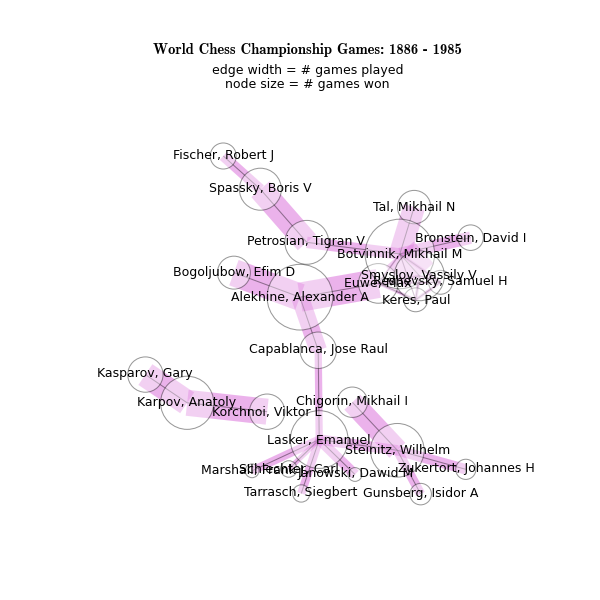 World Chess Championship Games: 1886 - 1985
edge width = # games played
node size = # games won
Fischer, Robert J
Spassky, Boris V
Tal, Mikhail N
Petrosian, Tigran V
Bronstein, David I
Botvinnik, Mikhail M
Bogoljubow, Efim D
Smyslov, Vassily V
Euwe, Max
Reshevsky, Samuel H
Alekhine, Alexander A
Keres, Paul
Capablanca, Jose Raul
Kasparov, Gary
Karpov, Anatoly
Chigorin, Mikhail I
Korchnoi, Viktor L
Lasker, Emanuel
Steinitz, Wilhelm
Marshall, Frank J
Schlechter, Carl
Janowski, Dawid M
Zukertort, Johannes H
Tarrasch, Siegbert
Gunsberg, Isidor A